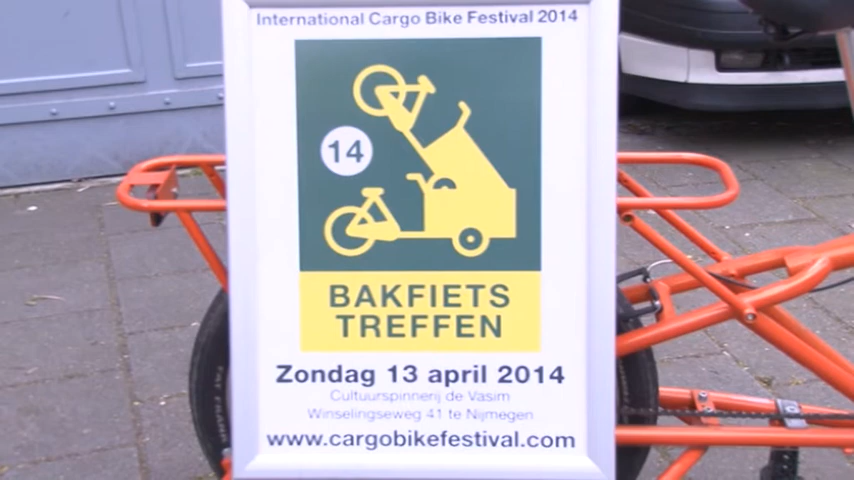 International Cargo Bike Festival 2014
14
BAKFIETS
TREFFEN
Zondag 13 april 2014
Cultuurspinnerij de Vasim
Winselingseweg 41 te Nijmegen
www.cargobikefestival.com